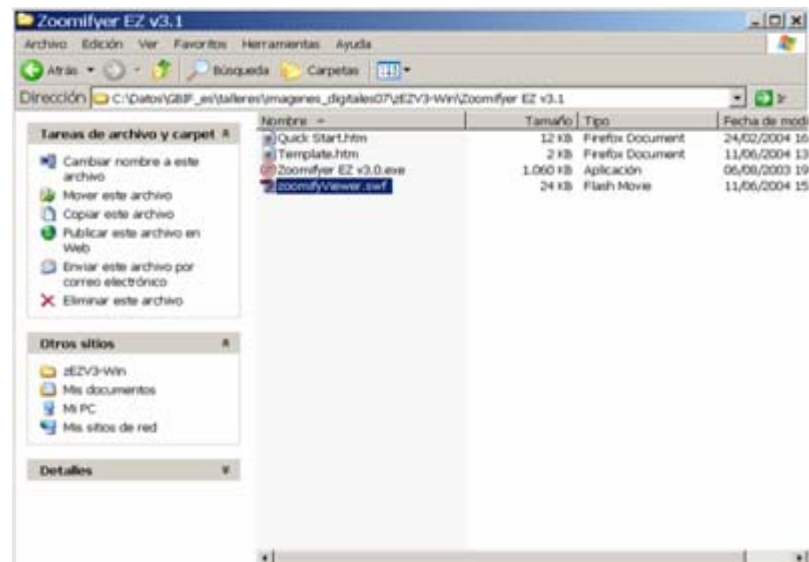 Zoomifyer EZ v3.1
Archivo Edición Ver Favoritos Herramientas Ayuda
Atrás Búsqueda Carpetas
Dirección C:\Datos\GBIF_es\talleres\imagenes_digitales07\zEZV3-Win\Zoomifyer EZ v3.1 Ir
Tareas de archivo y carpet
Nombre Tamaño Tipo Fecha de modi
Quick Start.htm 12 KB Firefox Document 24/02/2004 16
Template.htm 2 KB Firefox Document 11/06/2004 13
Zoomifyer EZ v3.0.exe 1.060 KB Aplicación 06/08/2003 19
zoomifyViewer.swf 24 KB Flash Movie 11/06/2004 15
Cambiar nombre a este
archivo
Mover este archivo
Copiar este archivo
Publicar este archivo en
Web
Enviar este archivo por
correo electrónico
Eliminar este archivo
Otros sitios
zEZV3-Win
Mis documentos
Mi PC
Mis sitios de red
Detalles